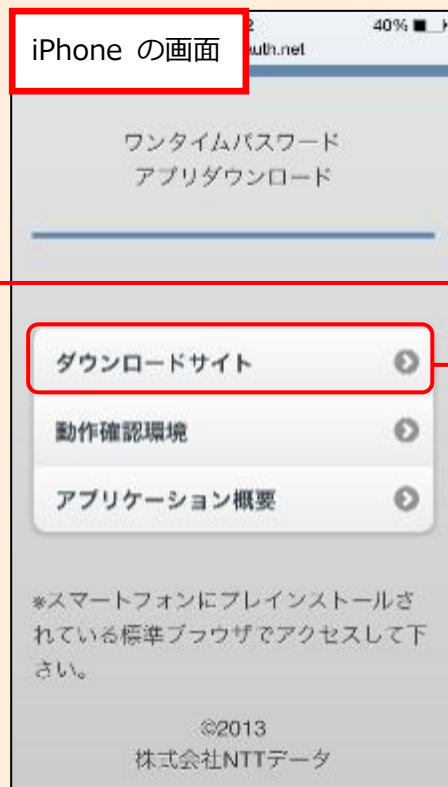 iPhone の画面
40%
uth.net
ワンタイムパスワード
アプリダウンロード
ダウンロードサイト
動作確認環境
アプリケーション概要
※スマートフォンにプレインストールさ
れている標準ブラウザでアクセスして下
さい。
©2013
株式会社NTTデータ